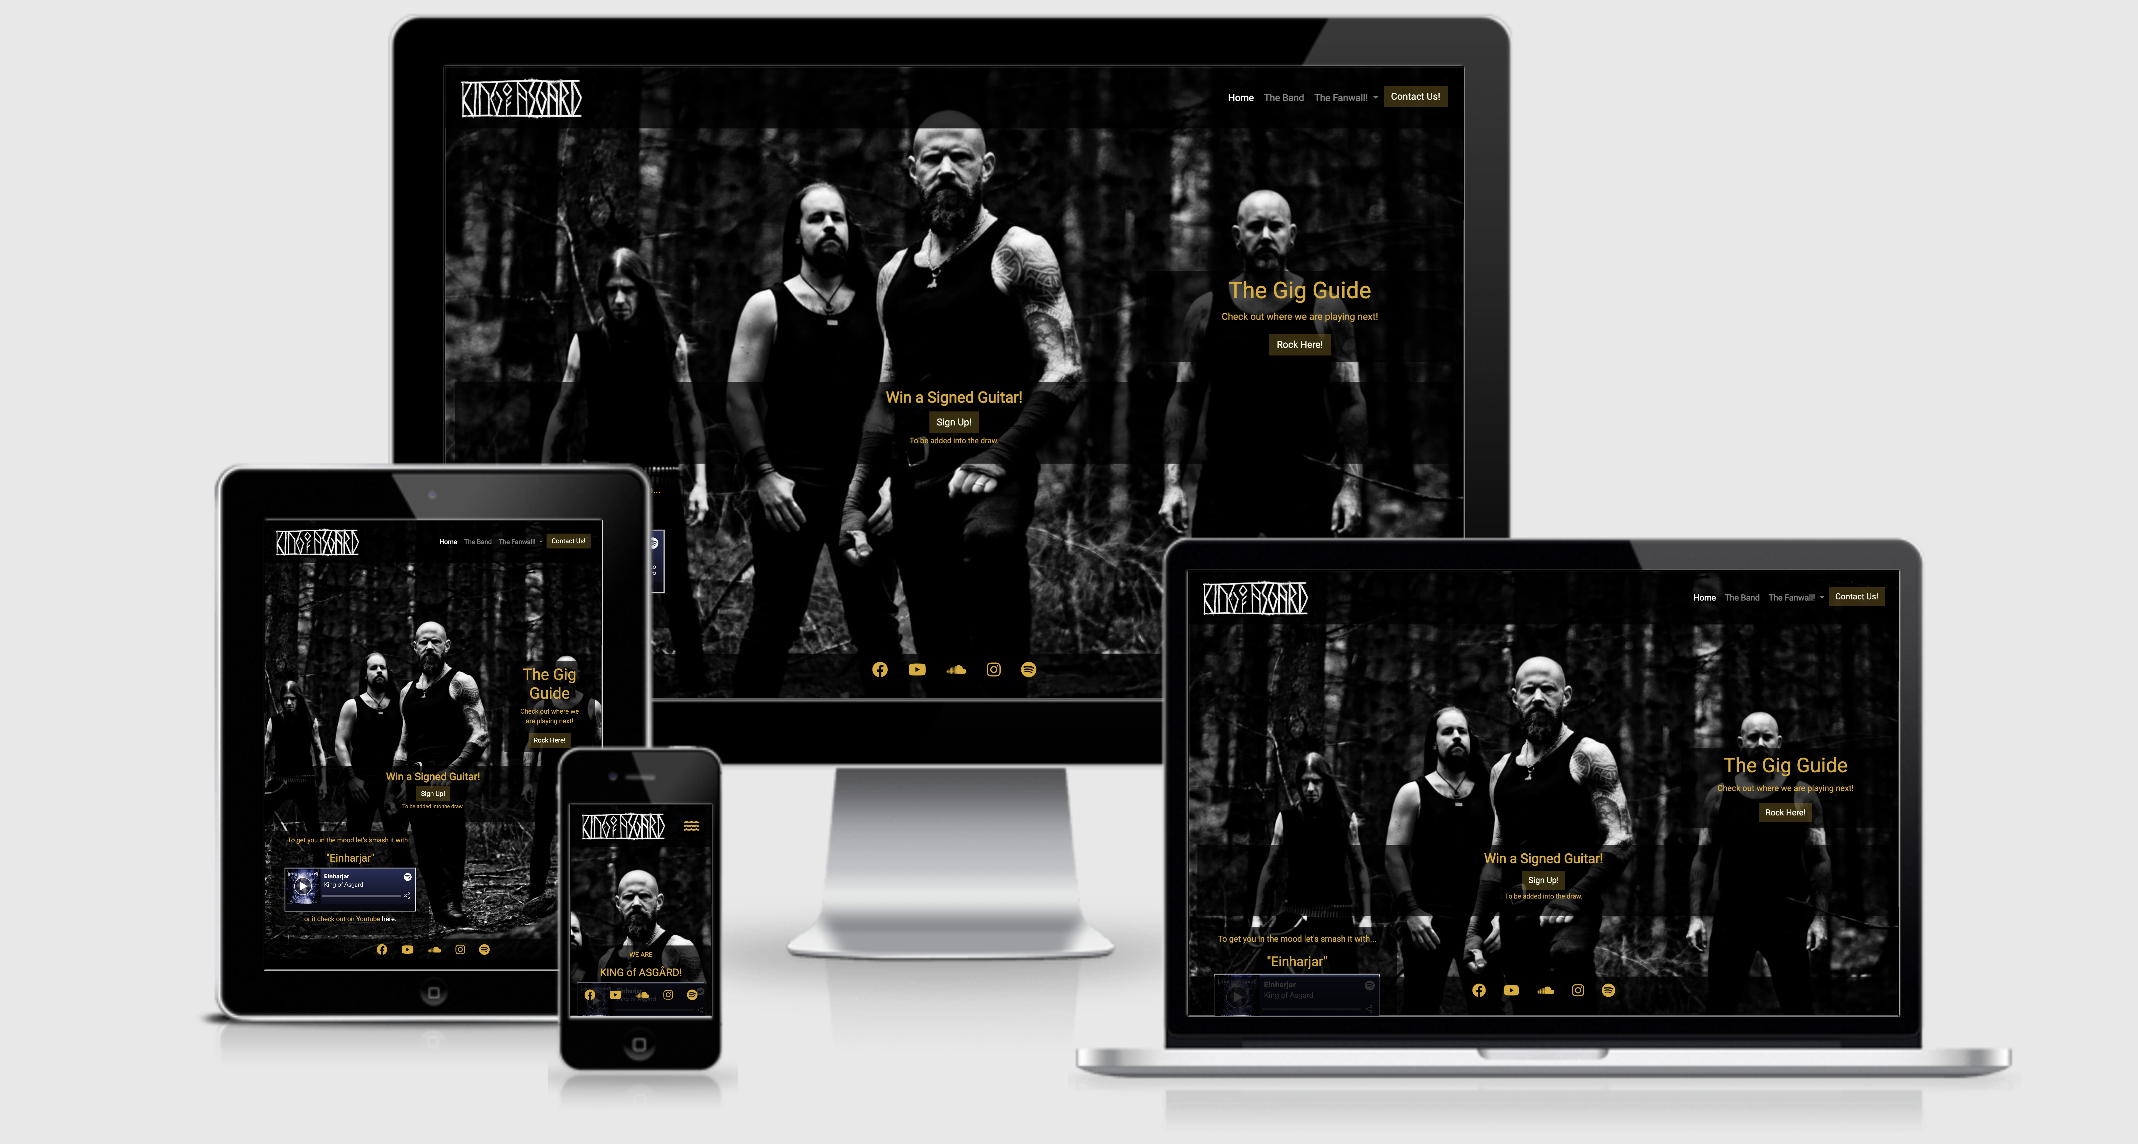 KING OF ASGARD
Home The Band The Fanwall! Contact Us!
The Gig Guide
Check out where we are playing next!
Rock Here!
Win a Signed Guitar!
Sign Up!
To be added into the draw.
KING OF ASGARD
Home The Band The Fanwall! Contact Us!
The Gig
Guide
Check out where we
are playing next!
Rock Here!
Win a Signed Guitar!
Sign Up!
To be added into the draw.
To get you in the mood let's smash it with
"Einharjar"
Einharjar
King of Asgard
or it check out on Youtube here.
KING OF ASGARD
WE ARE
KING of ASGÅRD!
Einharjar
King of Asgard
KING OF ASGARD
Home The Band The Fanwall! Contact Us!
The Gig Guide
Check out where we are playing next!
Rock Here!
Win a Signed Guitar!
Sign Up!
To be added into the draw.
To get you in the mood let's smash it with...
"Einharjar"
Einharjar
King of Asgard